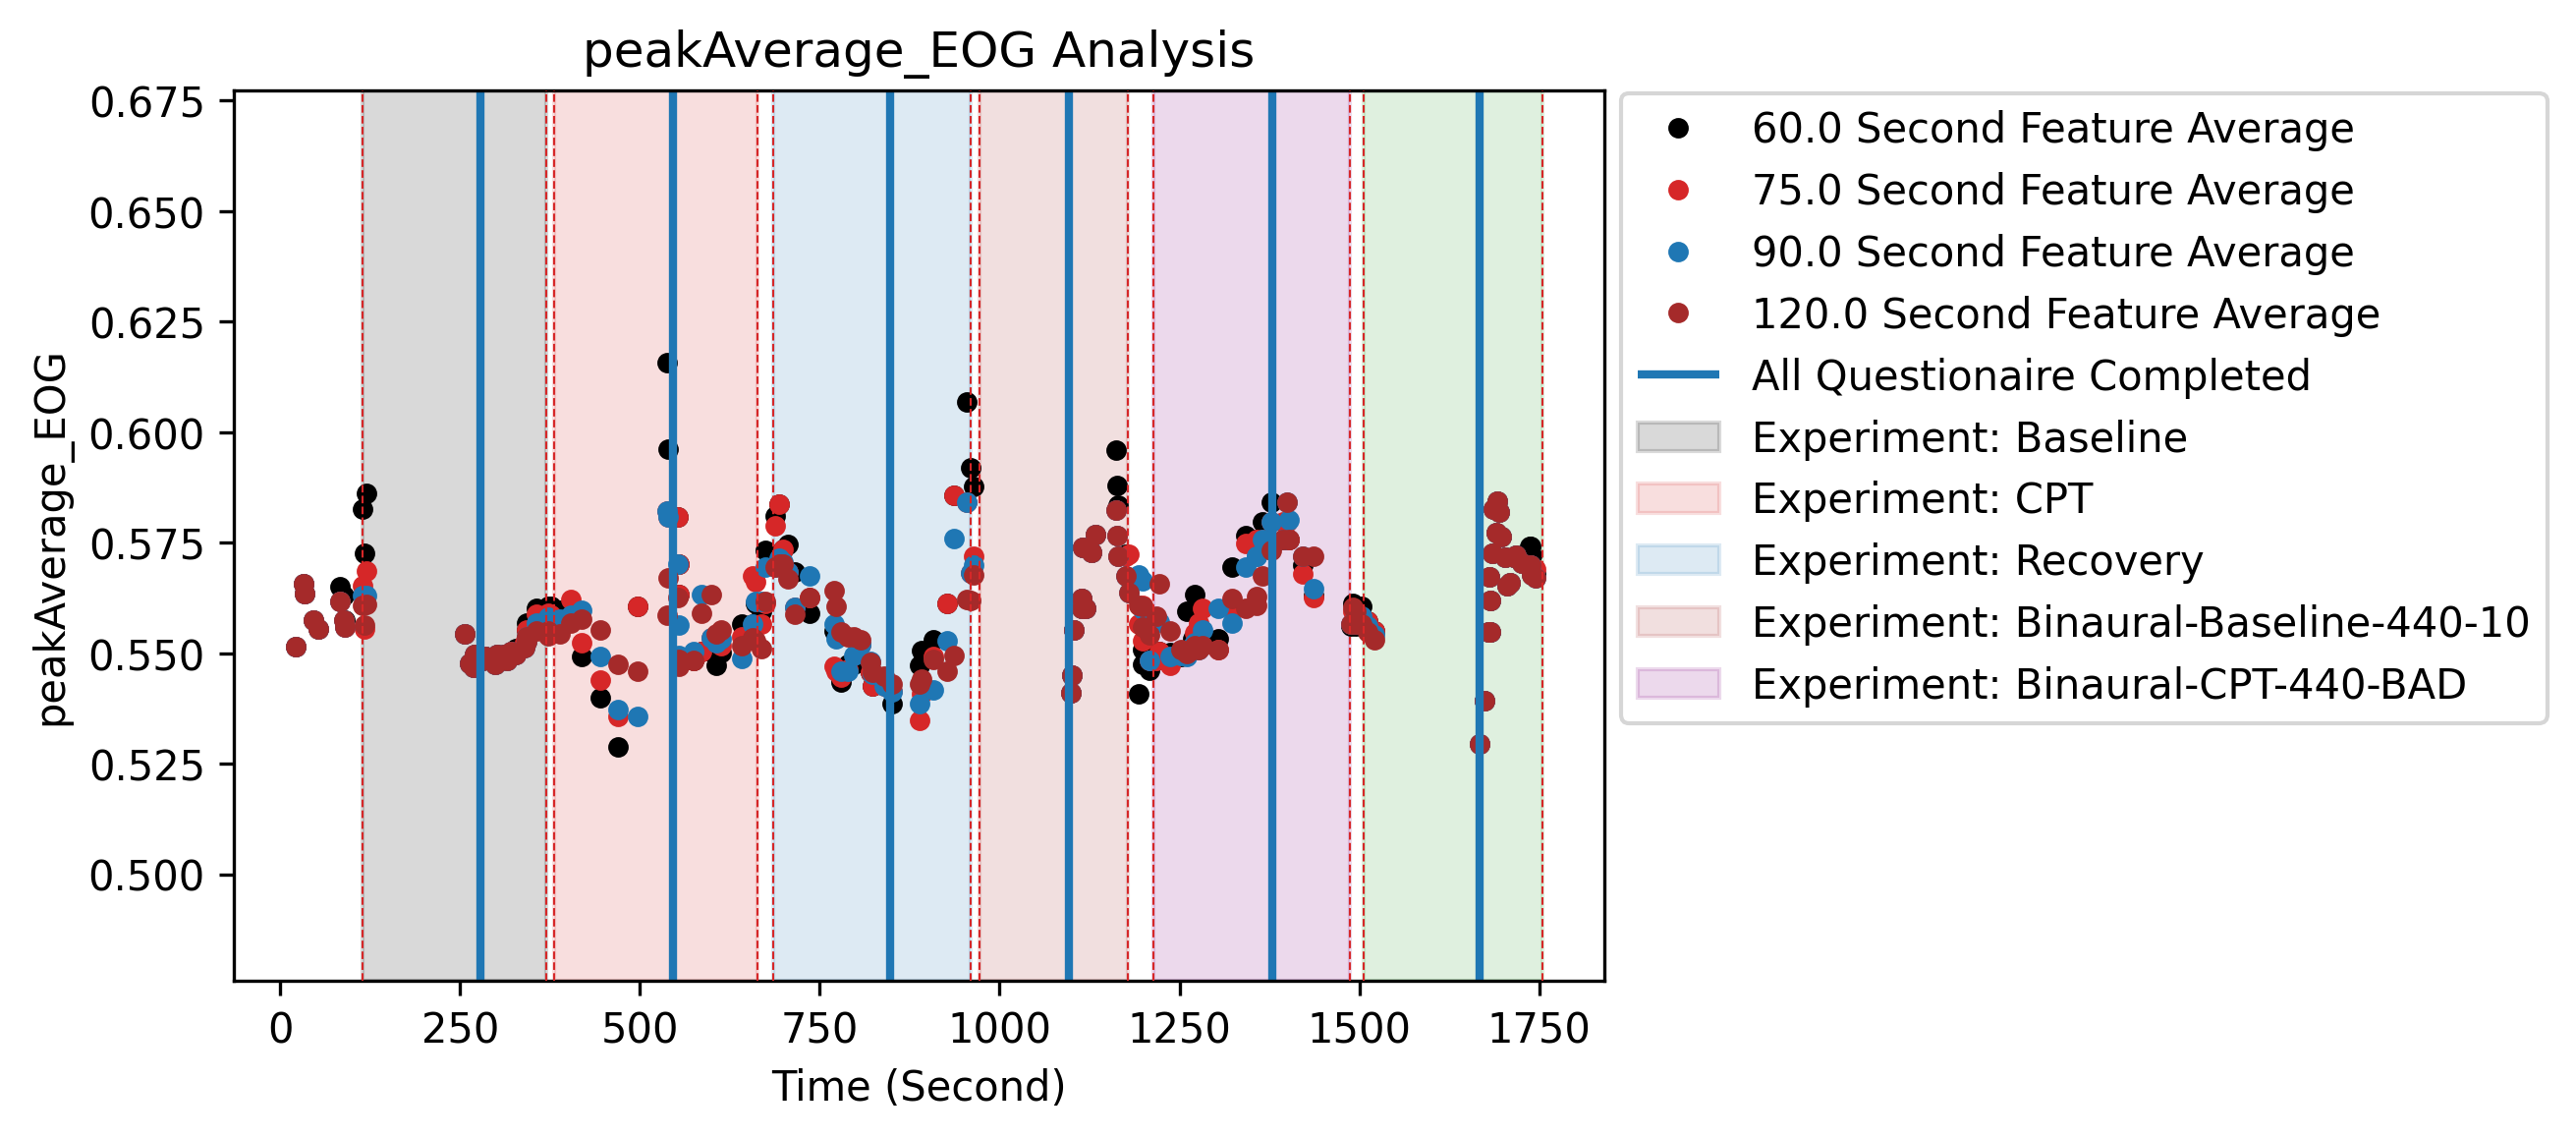 peakAverage_EOG Analysis
peakAverage_EOG
0.675
0.650
0.625
0.600
0.575
0.550
0.525
0.500
0
250
500
750
1000
1250
1500
1750
Time (Second)
60.0 Second Feature Average
75.0 Second Feature Average
90.0 Second Feature Average
120.0 Second Feature Average
All Questionaire Completed
Experiment: Baseline
Experiment: CPT
Experiment: Recovery
Experiment: Binaural-Baseline-440-10
Experiment: Binaural-CPT-440-BAD